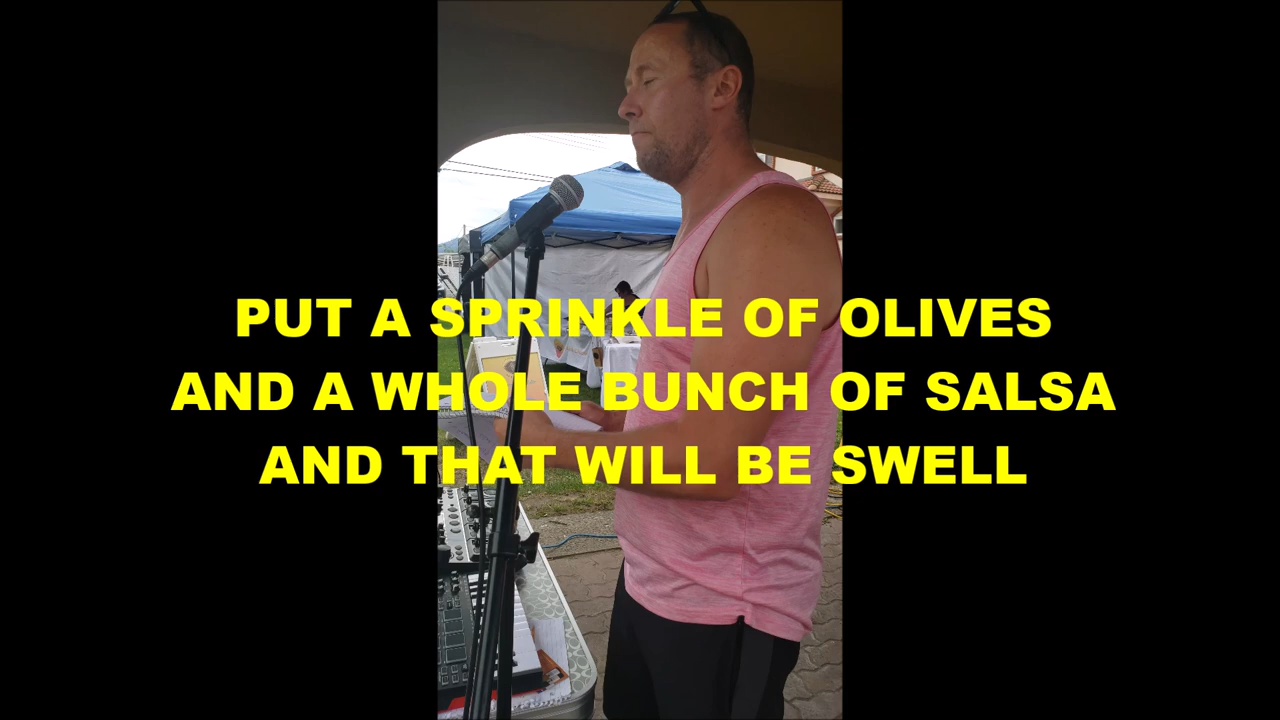 PUT A SPRINKLE OF OLIVES
AND A WHOLE BUNCH OF SALSA
AND THAT WILL BE SWELL